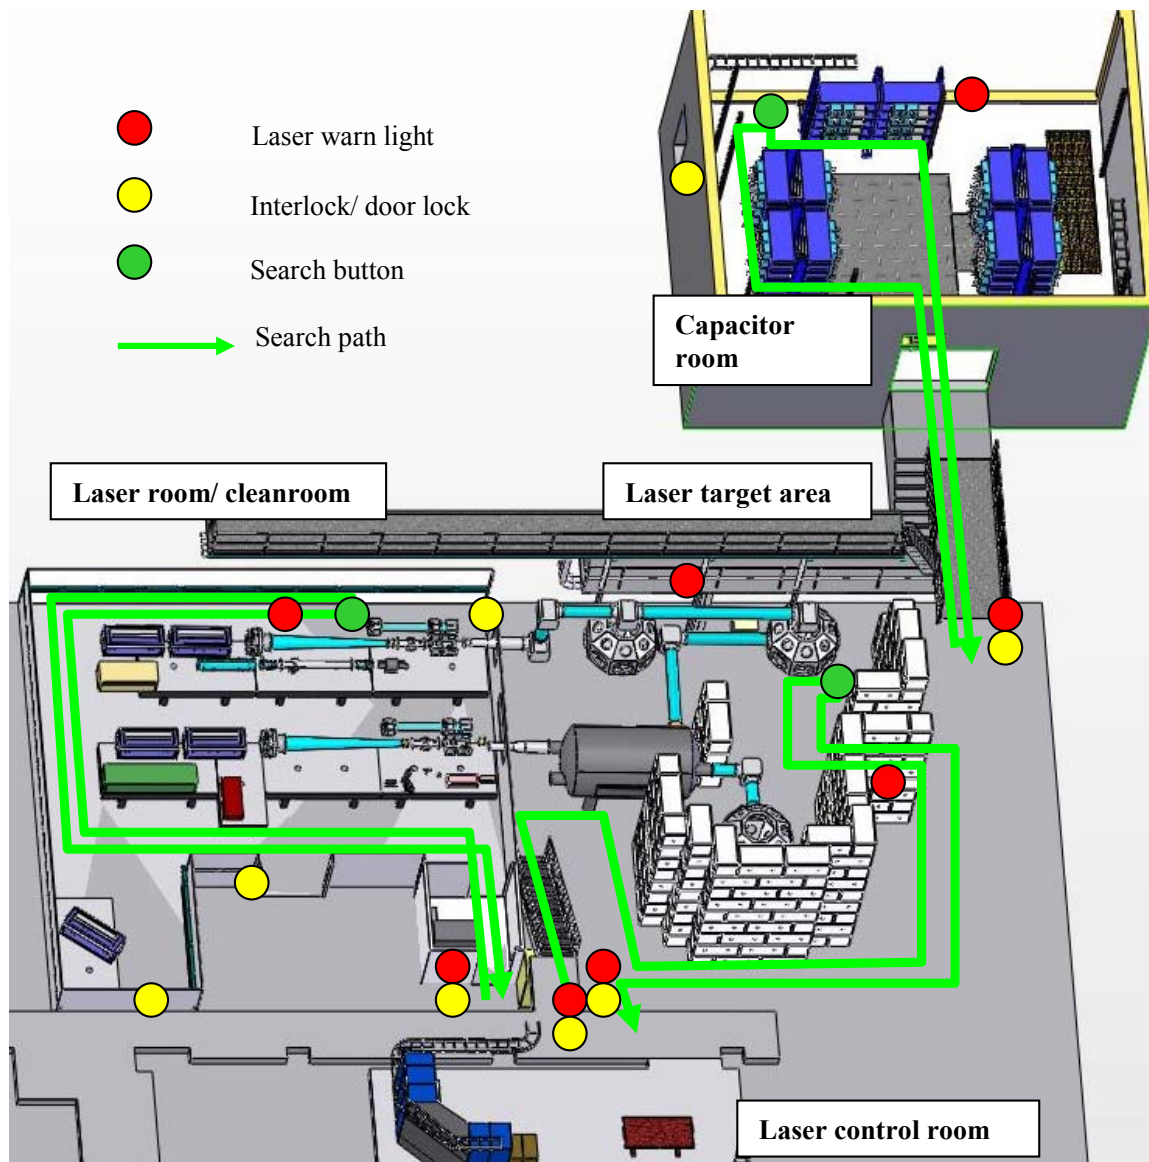 Laser warn light
Interlock/ door lock
Search button
Search path
Capacitor
room
Laser room/ cleanroom
Laser target area
Laser control room